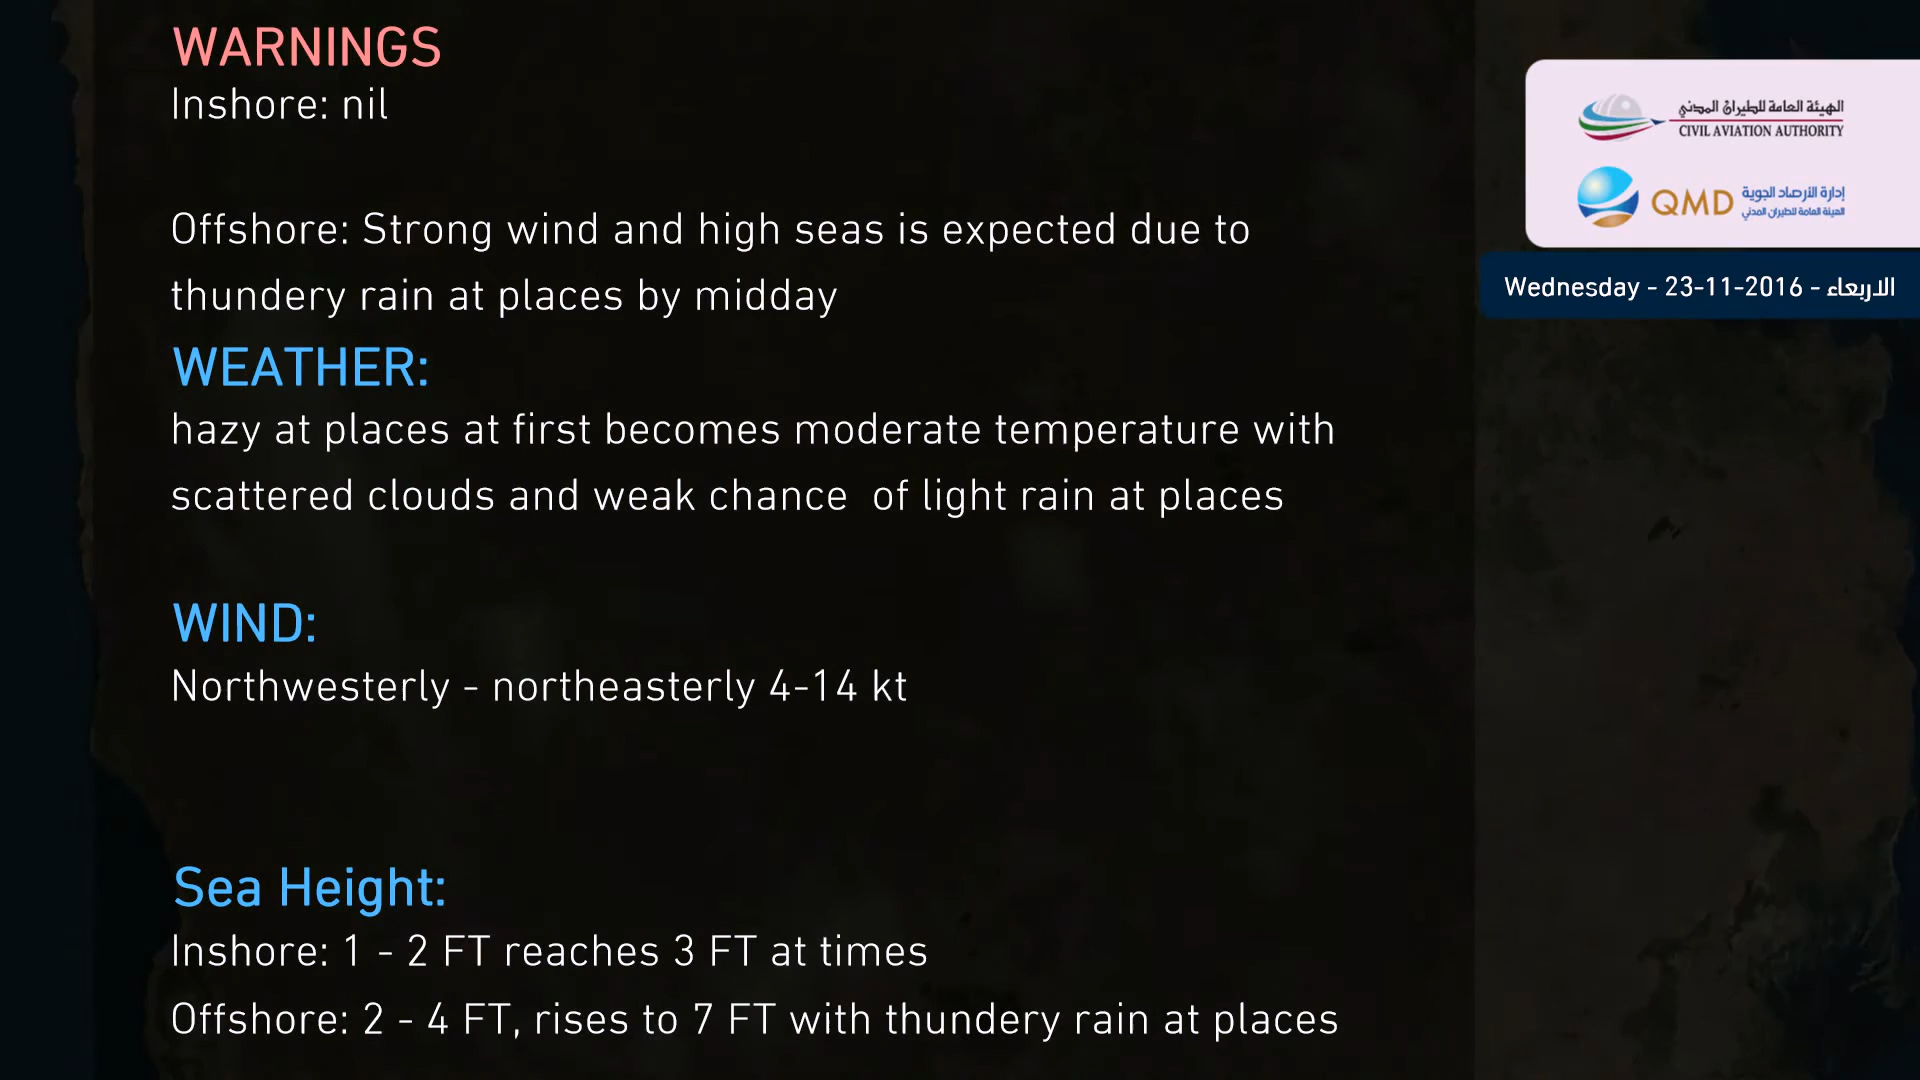 WARNINGS
Inshore: nil
Offshore: Strong wind and high seas is expected due to
thundery rain at places by midday
WEATHER:
hazy at places at first becomes moderate temperature with
scattered clouds and weak chance  of light rain at places
WIND:
Northwesterly - northeasterly 4-14 kt
Sea Height:
Inshore: 1 - 2 FT reaches 3 FT at times
Offshore: 2 - 4 FT, rises to 7 FT with thundery rain at places
الهيئة العامة للطيران المدني
CIVIL AVIATION AUTHORITY
QMD إدارة الأرصاد الجوية
الهيئة العامة للطيران المدني
Wednesday - 23-11-2016 - الاربعاء